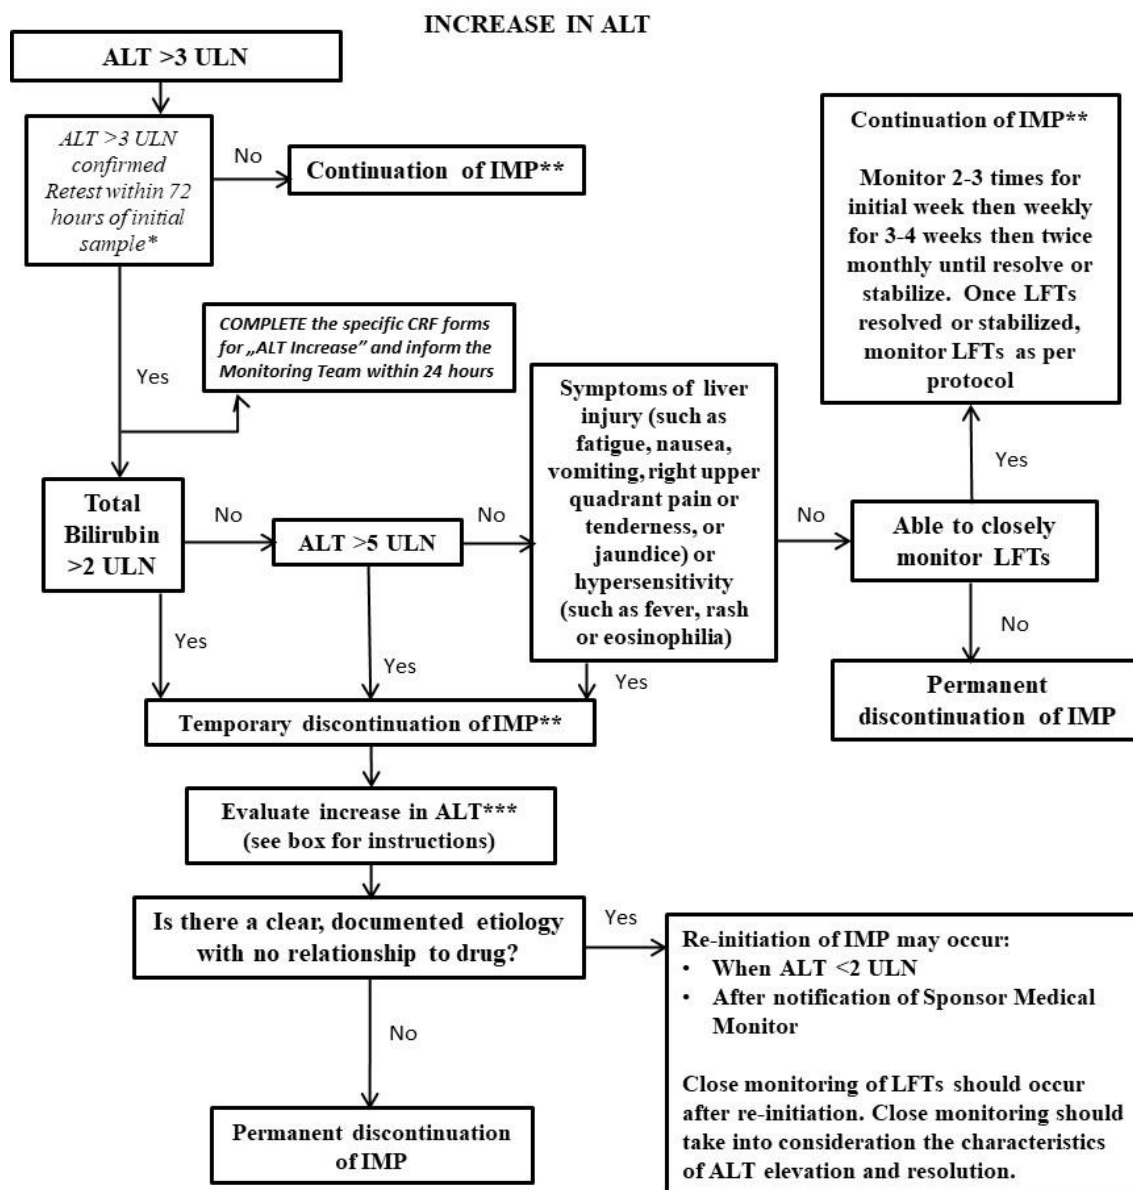 INCREASE IN ALT
ALT >3 ULN
ALT >3 ULN
confirmed
Retest within 72
hours of initial
sample*
No
Continuation of IMP**
Continuation of IMP**
Monitor 2-3 times for
initial week then weekly
for 3-4 weeks then twice
monthly until resolve or
stabilize. Once LFTs
resolved or stabilized,
monitor LFTs as per
protocol
Yes
COMPLETE the specific CRF forms
for „ALT Increase” and inform the
Monitoring Team within 24 hours
Total
Bilirubin
>2 ULN
No
ALT >5 ULN
No
Symptoms of liver
injury (such as
fatigue, nausea,
vomiting, right upper
quadrant pain or
tenderness, or
jaundice) or
hypersensitivity
(such as fever, rash
or eosinophilia)
No
Able to closely
monitor LFTs
Yes
No
Permanent
discontinuation of IMP
Yes
Yes
Yes
Temporary discontinuation of IMP**
Evaluate increase in ALT***
(see box for instructions)
Is there a clear, documented etiology
with no relationship to drug?
Yes
Re-initiation of IMP may occur:
• When ALT <2 ULN
• After notification of Sponsor Medical
Monitor
Close monitoring of LFTs should occur
after re-initiation. Close monitoring should
take into consideration the characteristics
of ALT elevation and resolution.
No
Permanent discontinuation
of IMP